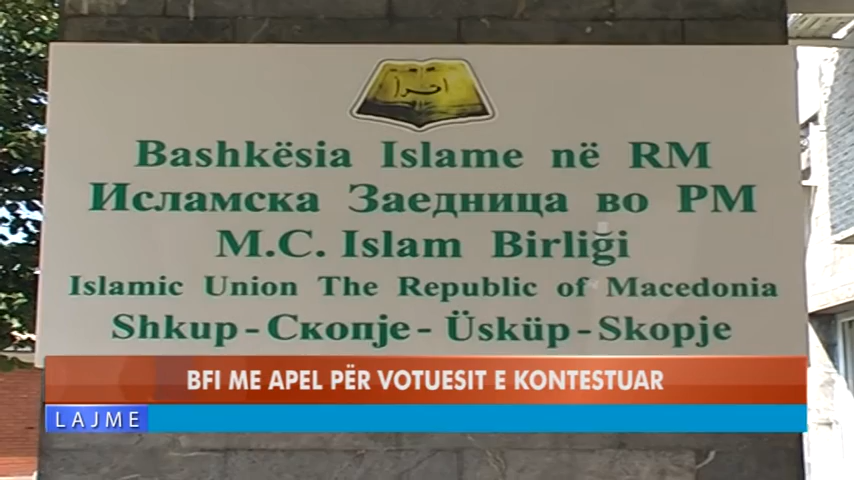 اقرأ
Bashkësia Islame në RM
Исламска Заедница во РМ
M.C. Islam Birliği
Islamic Union The Republic of Macedonia
Shkup - Скопје - Üsküp - Skopje
BFI ME APEL PËR VOTUESIT E KONTESTUAR
LAJME